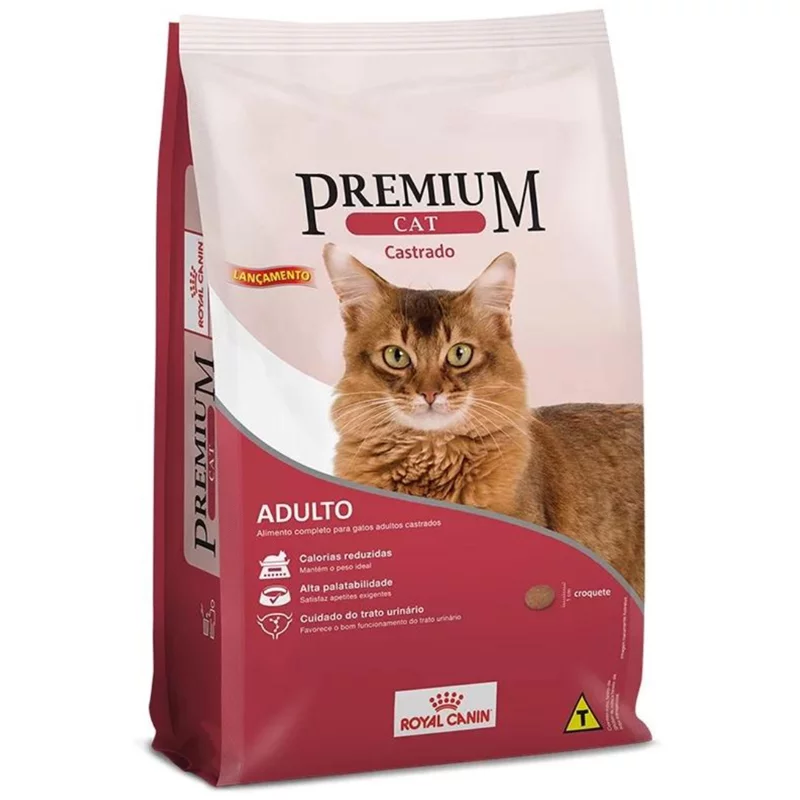 PREMIUM
CAT
Castrado
LANÇAMENTO
ROYAL CANIN
PREMIUM
CAT
ADULTO
Alimento completo para gatos adultos castrados
Calorias reduzidas
Mantém o peso ideal
Alta palatabilidade
Satisfaz apetites exigentes
Cuidado do trato urinário
Favorece o bom funcionamento do trato urinário
1 cm
croquete
ROYAL CANIN
T